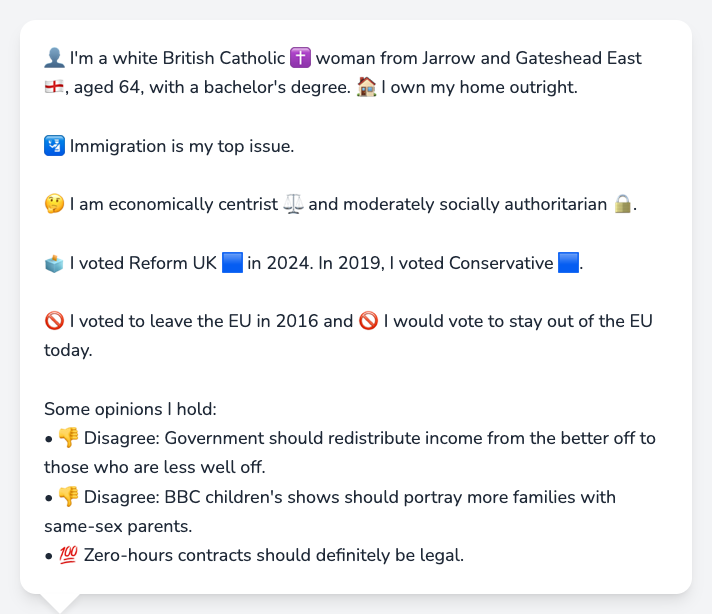 👤 I'm a white British Catholic ✝️ woman from Jarrow and Gateshead East
🏴󠁧󠁢󠁥󠁮󠁧󠁿, aged 64, with a bachelor's degree. 🏠 I own my home outright.
🛂 Immigration is my top issue.
🤔 I am economically centrist ⚖️ and moderately socially authoritarian 🔒.
🗳️ I voted Reform UK 🟦 in 2024. In 2019, I voted Conservative 🟦.
🚫 I voted to leave the EU in 2016 and 🚫 I would vote to stay out of the EU
today.
Some opinions I hold:
• 👎 Disagree: Government should redistribute income from the better off to
those who are less well off.
• 👎 Disagree: BBC children's shows should portray more families with
same-sex parents.
• 💯 Zero-hours contracts should definitely be legal.